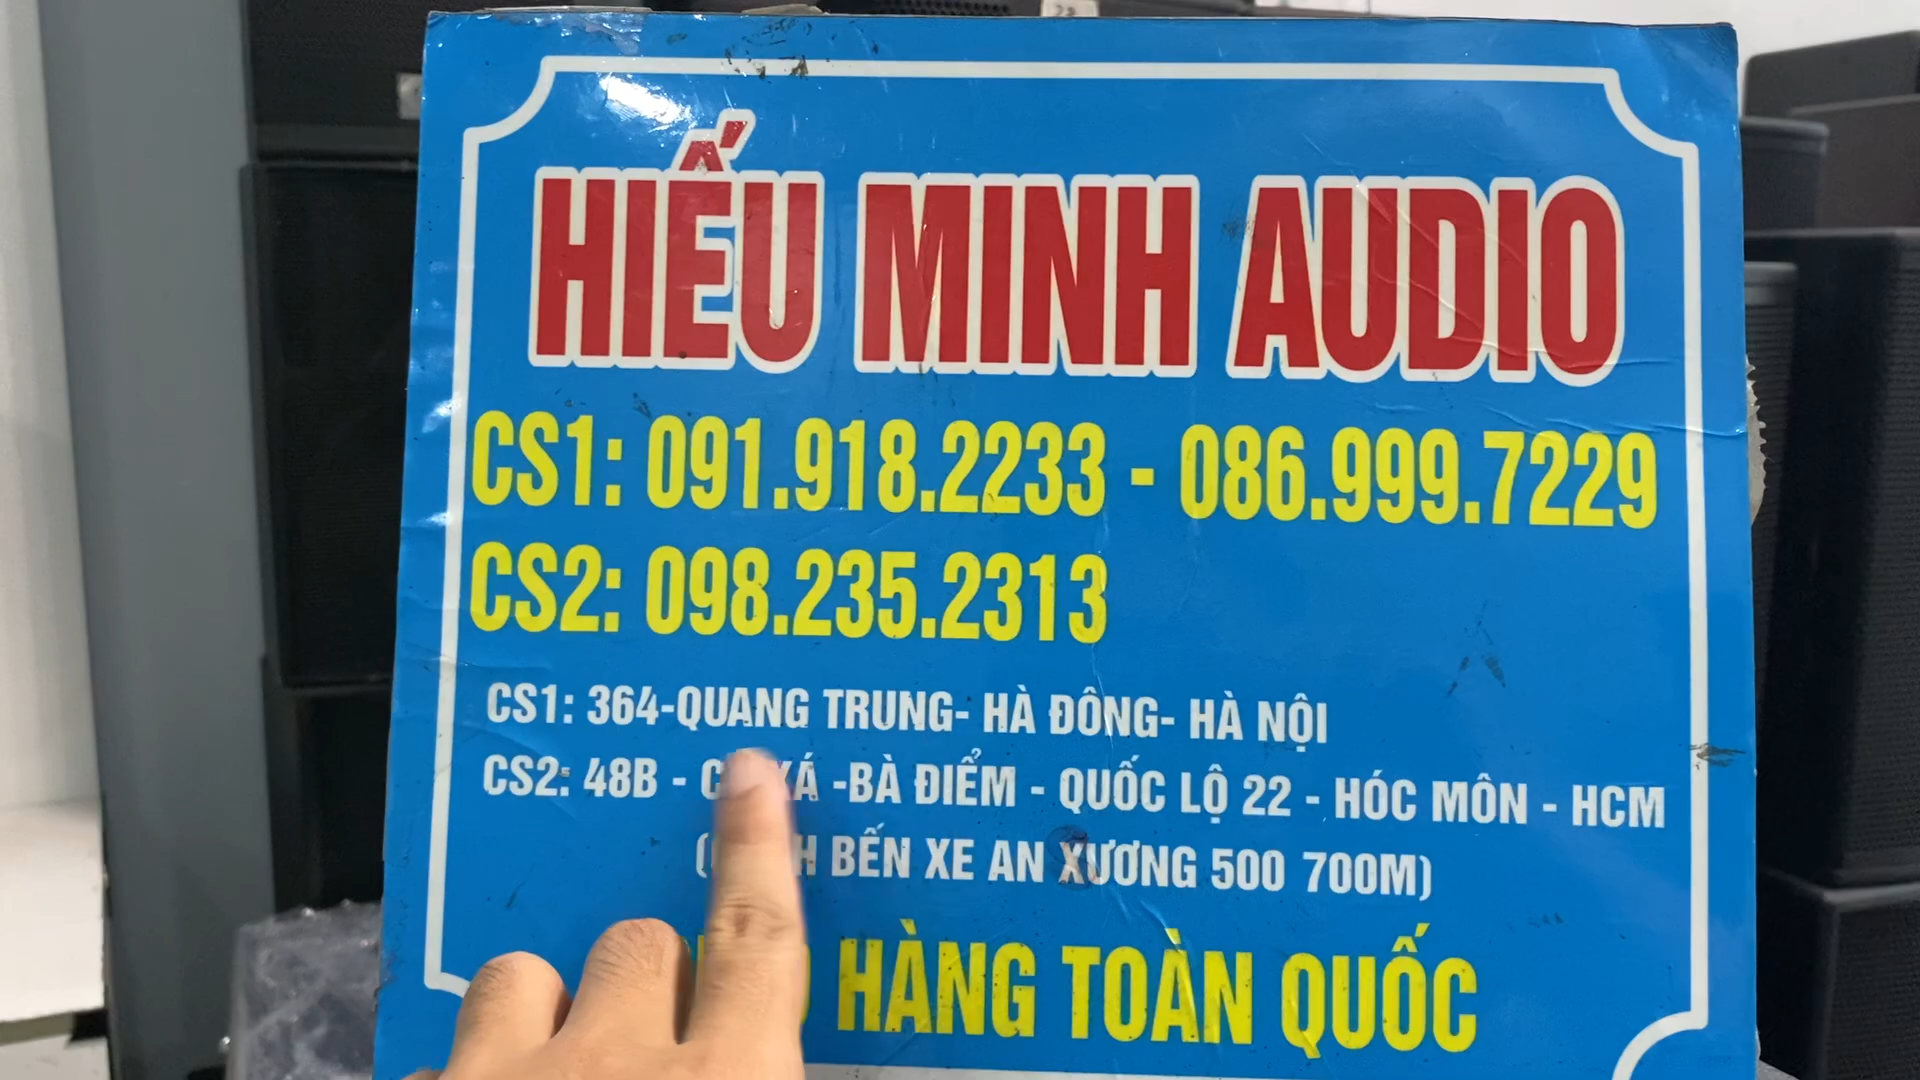 HIẾU MINH AUDIO
CS1: 091.918.2233 - 086.999.7229
CS2: 098.235.2313
CS1: 364-QUANG TRUNG- HÀ ĐÔNG- HÀ NỘI
CS2: 48B - -BÀ ĐIỂM - QUỐC LỘ 22 - HÓC MÔN - HCM
BẾN XE AN XƯƠNG 500 700M)
HÀNG TOÀN QUỐC